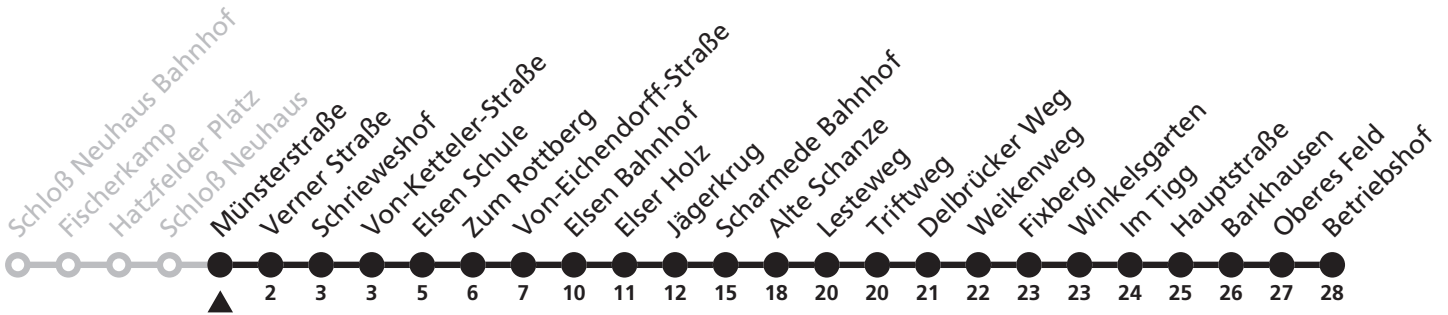 Schloß Neuhaus Bahnhof
Fischerkamp
Hatzfelder Platz
Schloß Neuhaus
Münsterstraße
Verner Straße
Schrieweshof
Von-Ketteler-Straße
Elsen Schule
Zum Rottberg
Von-Eichendorff-Straße
Elsen Bahnhof
Elser Holz
Jägerkrug
Scharmede Bahnhof
Alte Schanze
Lesteweg
Triftweg
Delbrücker Weg
Weikenweg
Fixberg
Winkelsgarten
Im Tigg
Hauptstraße
Barkhausen
Oberes Feld
Betriebshof
2 3 3 5 6 7 10 11 12 15 18 20 20 21 22 23 23 24 25 26 27 28